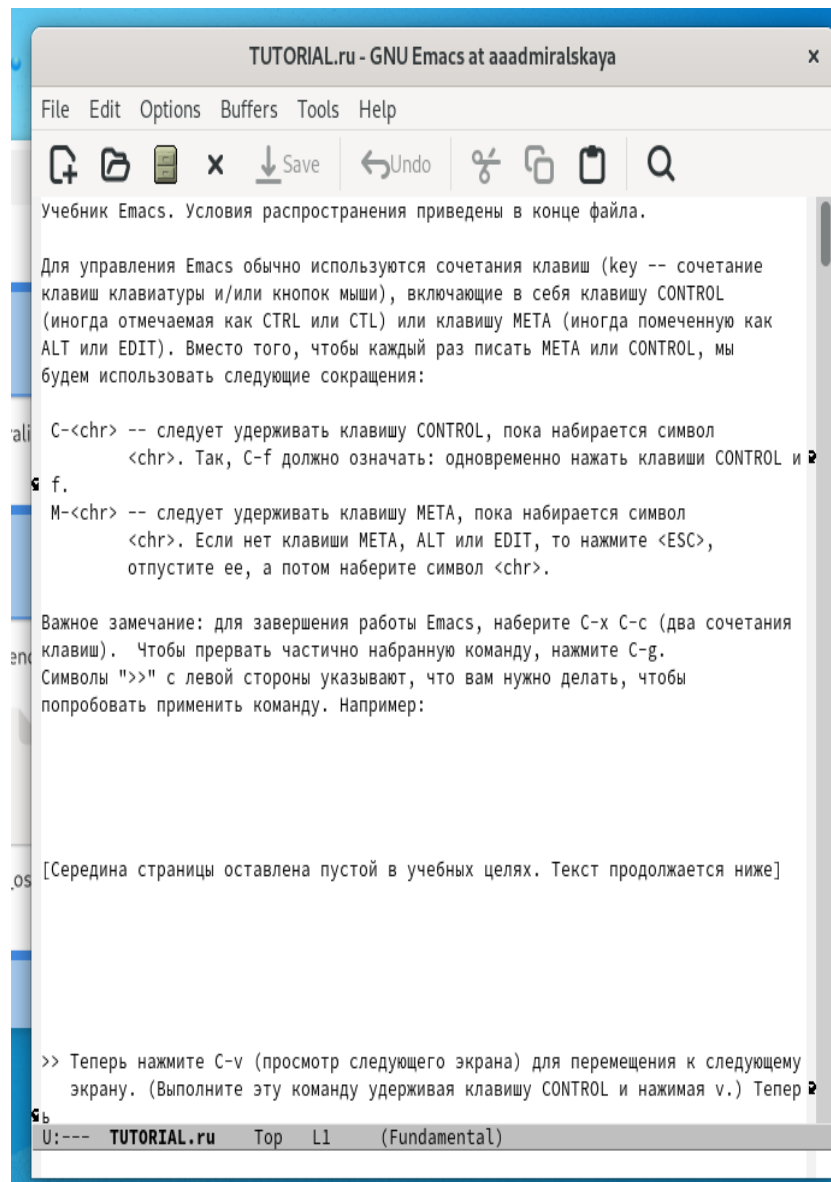 TUTORIAL.ru - GNU Emacs at aaadmiralskaya
File Edit Options Buffers Tools Help
Save Undo
Учебник Emacs. Условия распространения приведены в конце файла.
Для управления Emacs обычно используются сочетания клавиш (key -- сочетание
клавиш клавиатуры и/или кнопок мыши), включающие в себя клавишу CONTROL
(иногда отмечаемая как CTRL или CTL) или клавишу META (иногда помеченную как
ALT или EDIT). Вместо того, чтобы каждый раз писать META или CONTROL, мы
будем использовать следующие сокращения:
C-<chr> -- следует удерживать клавишу CONTROL, пока набирается символ
<chr>. Так, C-f должно означать: одновременно нажать клавиши CONTROL и
f.
M-<chr> -- следует удерживать клавишу META, пока набирается символ
<chr>. Если нет клавиши META, ALT или EDIT, то нажмите <ESC>,
отпустите ее, а потом наберите символ <chr>.
Важное замечание: для завершения работы Emacs, наберите C-x C-c (два сочетания
клавиш).  Чтобы прервать частично набранную команду, нажмите C-g.
Символы ">>" с левой стороны указывают, что вам нужно делать, чтобы
попробовать применить команду. Например:
[Середина страницы оставлена пустой в учебных целях. Текст продолжается ниже]
>> Теперь нажмите C-v (просмотр следующего экрана) для перемещения к следующему
экрану. (Выполните эту команду удерживая клавишу CONTROL и нажимая v.) Тепер
ь
U:--- TUTORIAL.ru Top L1 (Fundamental)